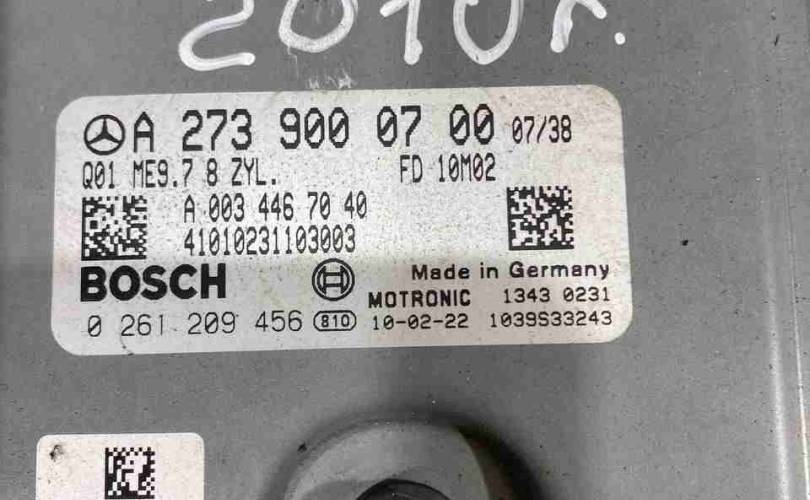 2010г.
A 273 900 07 00 07/38
Q01 ME9.7 8 ZYL. FD 10M02
A 003 446 70 40
41010231103003
BOSCH Made in Germany
MOTRONIC 1343 0231
0 261 209 456 810 10-02-22 1039S33243